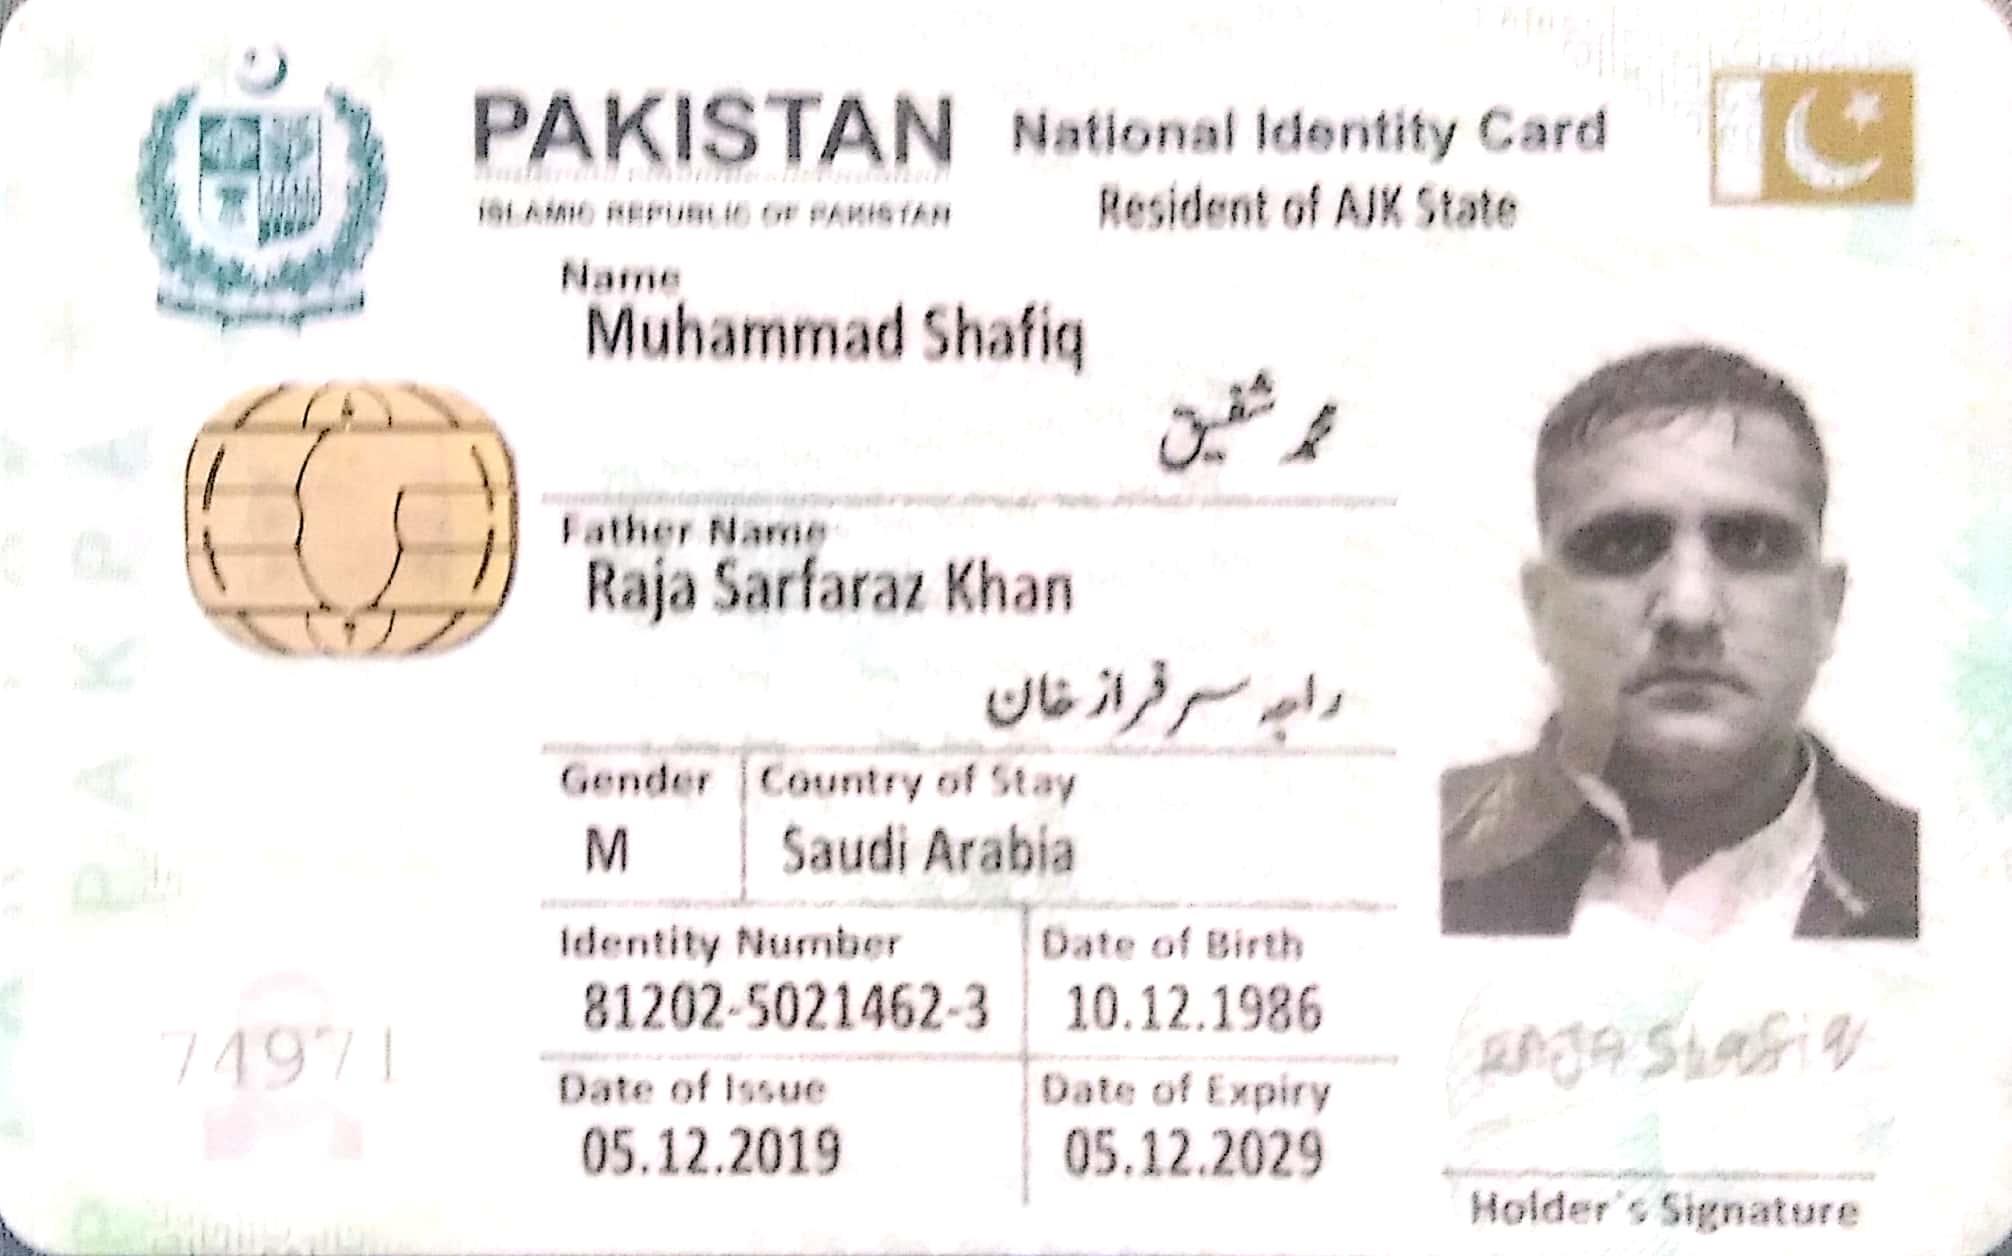 PAKISTAN National Identity Card
ISLAMIC REPUBLIC OF PAKISTAN Resident of AJK State
Name
Muhammad Shafiq
محمد شفیق
Father Name
Raja Sarfaraz Khan
راجہ سرفراز خان
Gender Country of Stay
M Saudi Arabia
Identity Number Date of Birth
81202-5021462-3 10.12.1986
Date of Issue Date of Expiry
05.12.2019 05.12.2029
74971
RAJA Shafiq
Holder's Signature